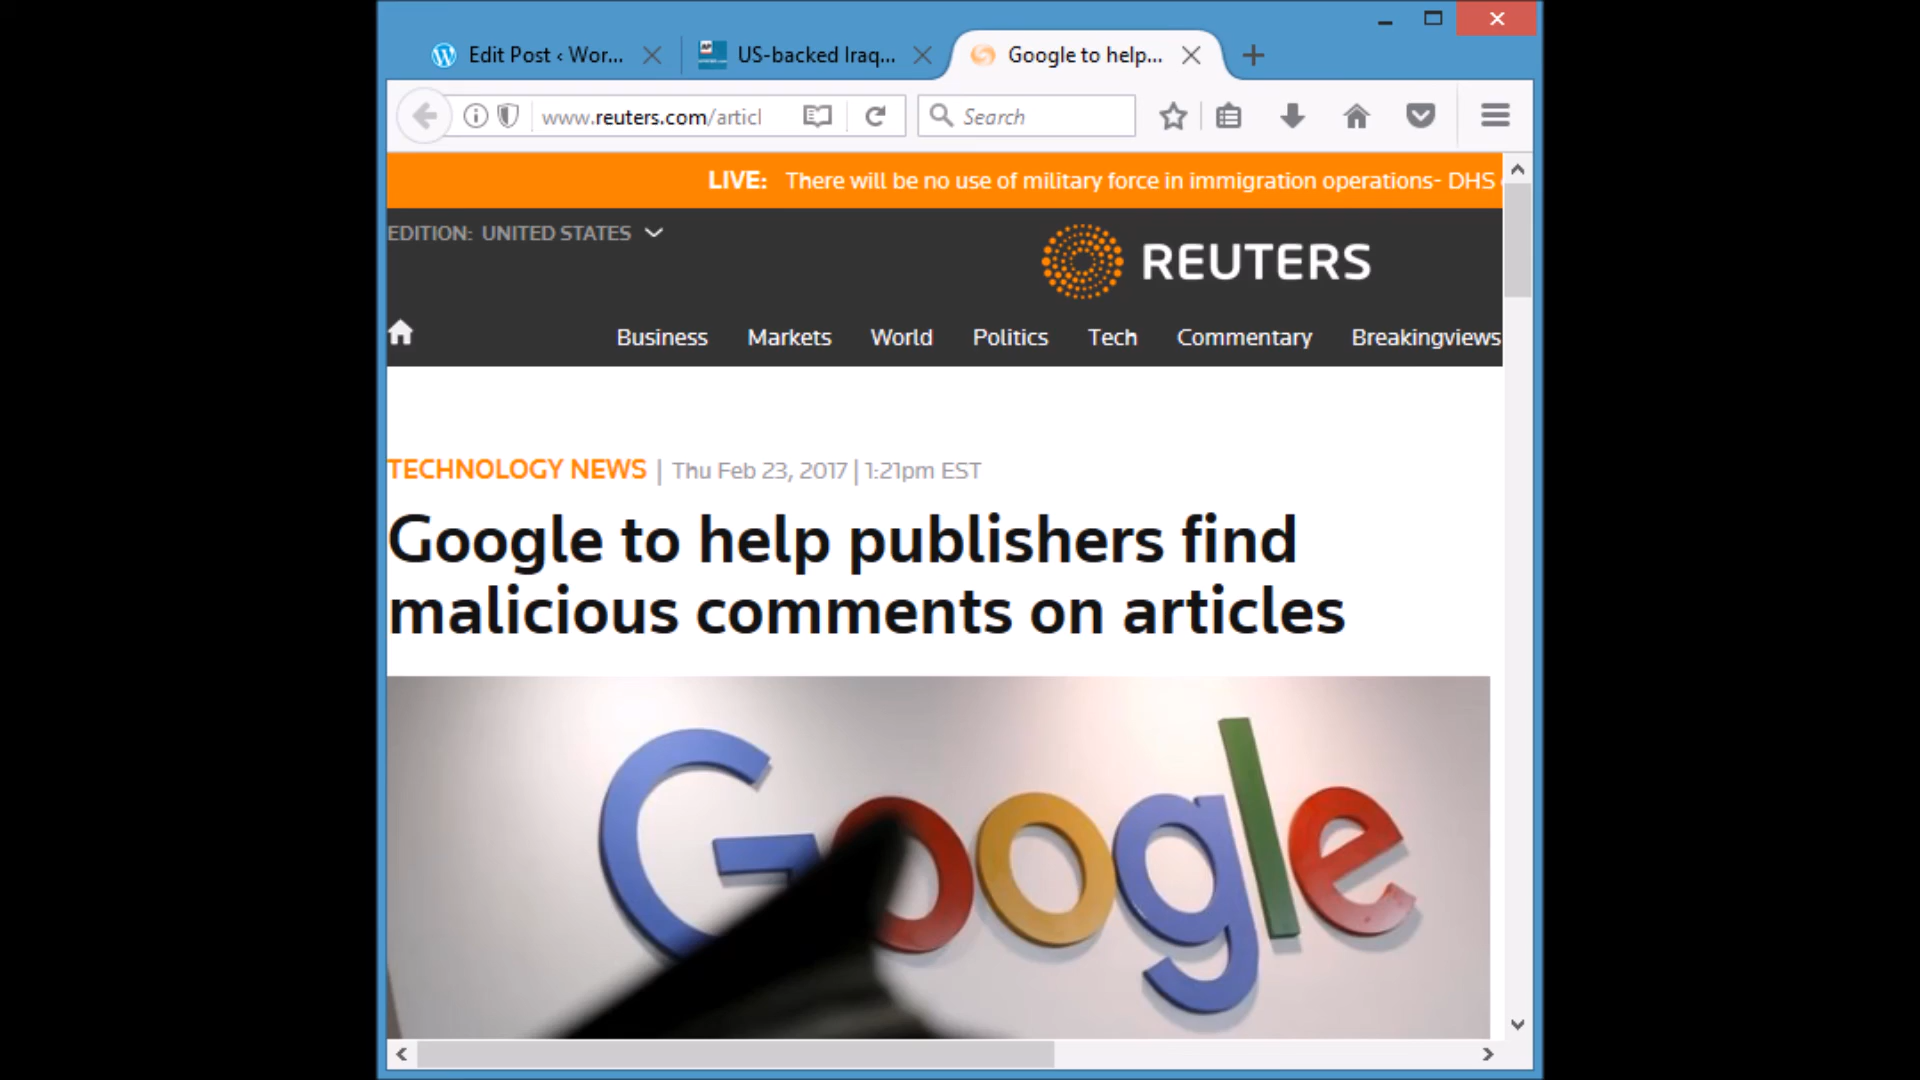 Edit Post ‹ Wor...
AP
US-backed Iraq...
Google to help...
www.reuters.com/articl
Search
LIVE: There will be no use of military force in immigration operations- DHS
EDITION: UNITED STATES
REUTERS
Business Markets World Politics Tech Commentary Breakingviews
TECHNOLOGY NEWS | Thu Feb 23, 2017 | 1:21pm EST
Google to help publishers find
malicious comments on articles
Google